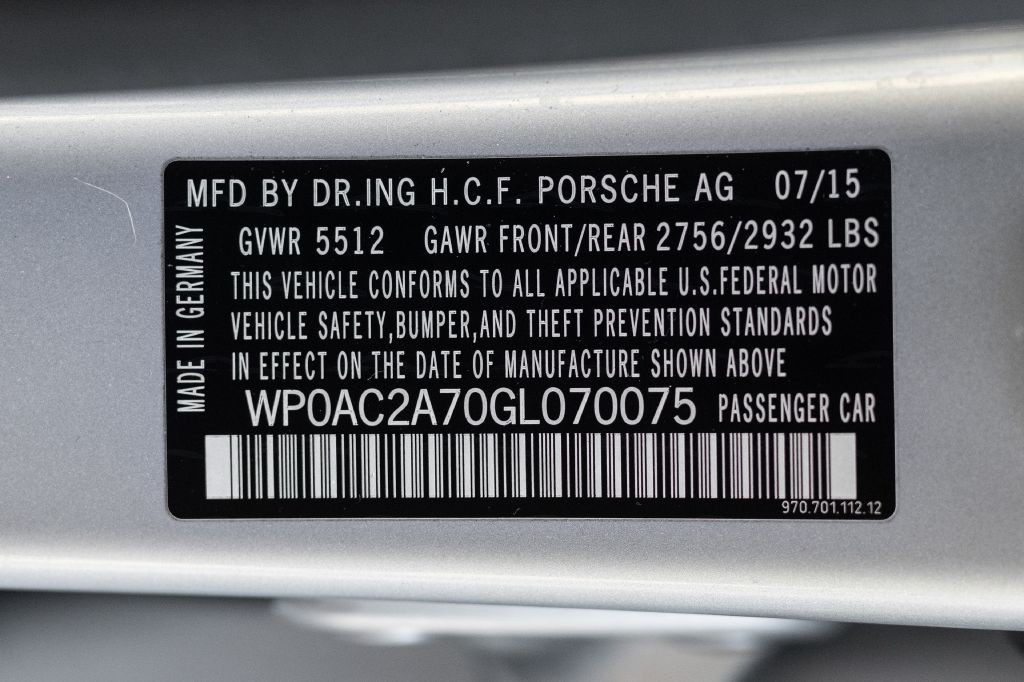 MFD BY DR.ING H.C.F. PORSCHE AG 07/15
GVWR 5512 GAWR FRONT/REAR 2756/2932 LBS
THIS VEHICLE CONFORMS TO ALL APPLICABLE U.S.FEDERAL MOTOR
VEHICLE SAFETY,BUMPER,AND THEFT PREVENTION STANDARDS
IN EFFECT ON THE DATE OF MANUFACTURE SHOWN ABOVE
WP0AC2A70GL070075 PASSENGER CAR
MADE IN GERMANY
970.701.112.12